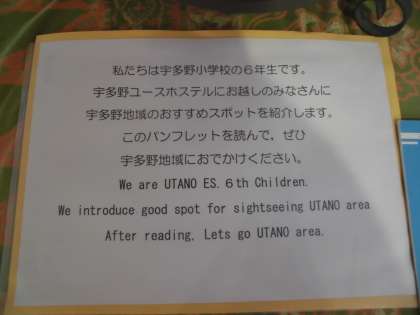 私たちは宇多野小学校の６年生です。
宇多野ユースホステルにお越しのみなさんに
宇多野地域のおすすめスポットを紹介します。
このパンフレットを読んで，ぜひ
宇多野地域におでかけください。
We are UTANO ES. 6 th Children.
We introduce good spot for sightseeing UTANO area
After reading, Lets go UTANO area.